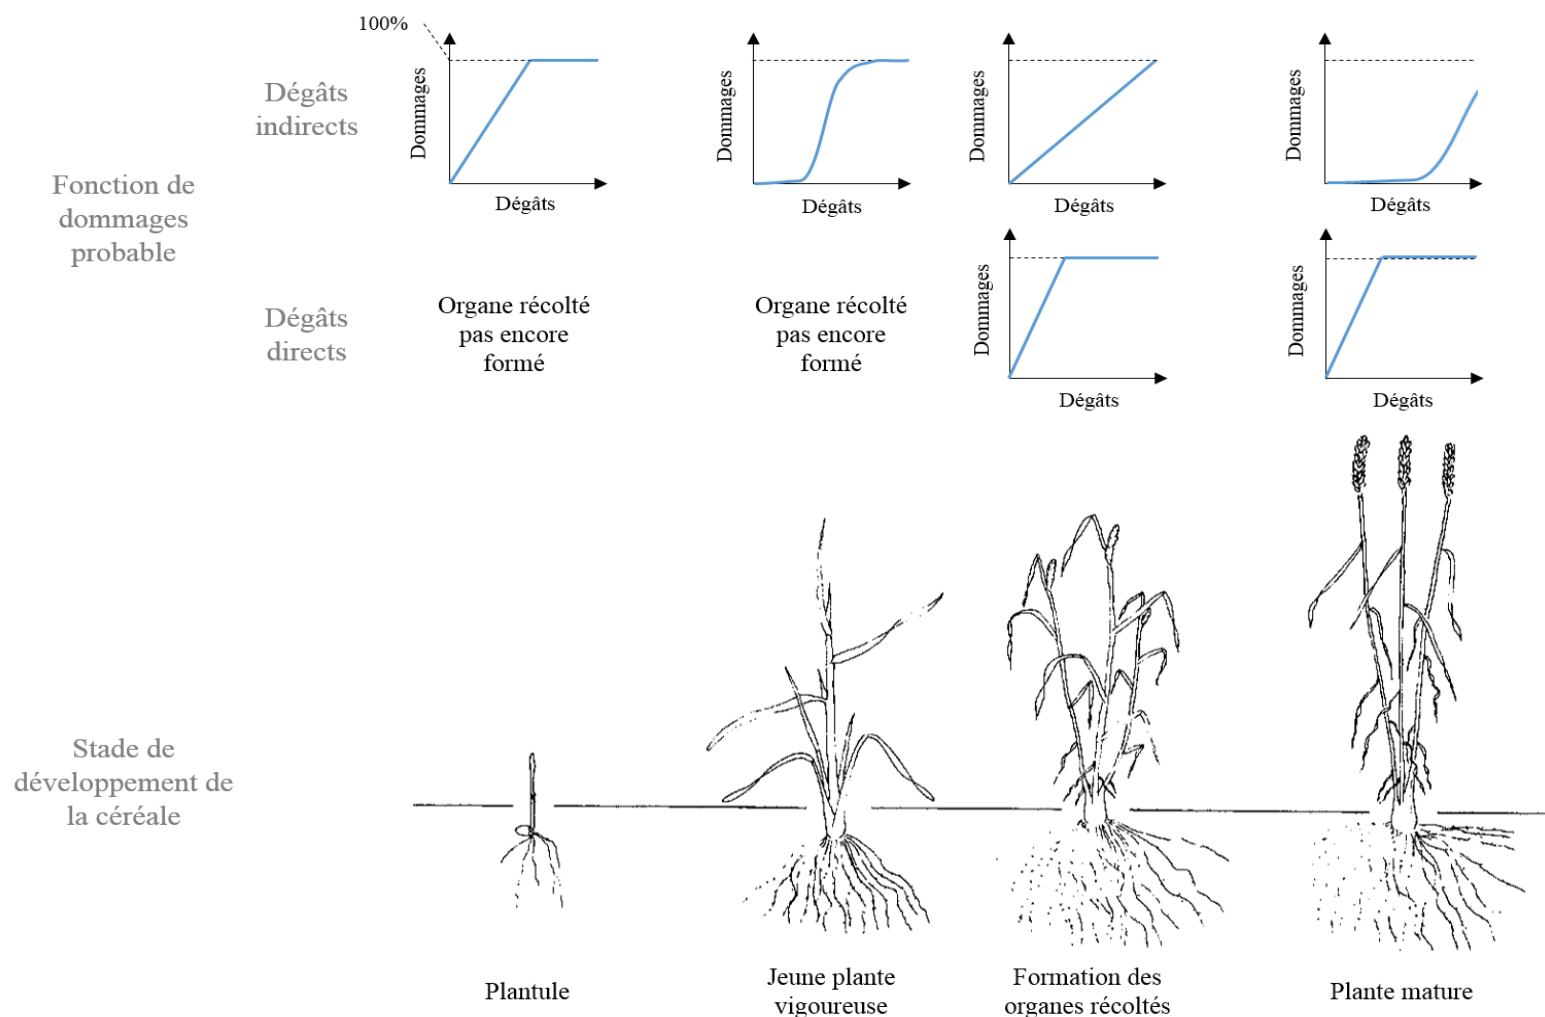 100%
Dégâts
indirects
Dommages
Dégâts
Dommages
Dégâts
Dommages
Dégâts
Dommages
Dégâts
Fonction de
dommages
probable
Dégâts
directs
Organe récolté
pas encore
formé
Organe récolté
pas encore
formé
Dommages
Dégâts
Dommages
Dégâts
Stade de
développement de
la céréale
Plantule
Jeune plante
vigoureuse
Formation des
organes récoltés
Plante mature